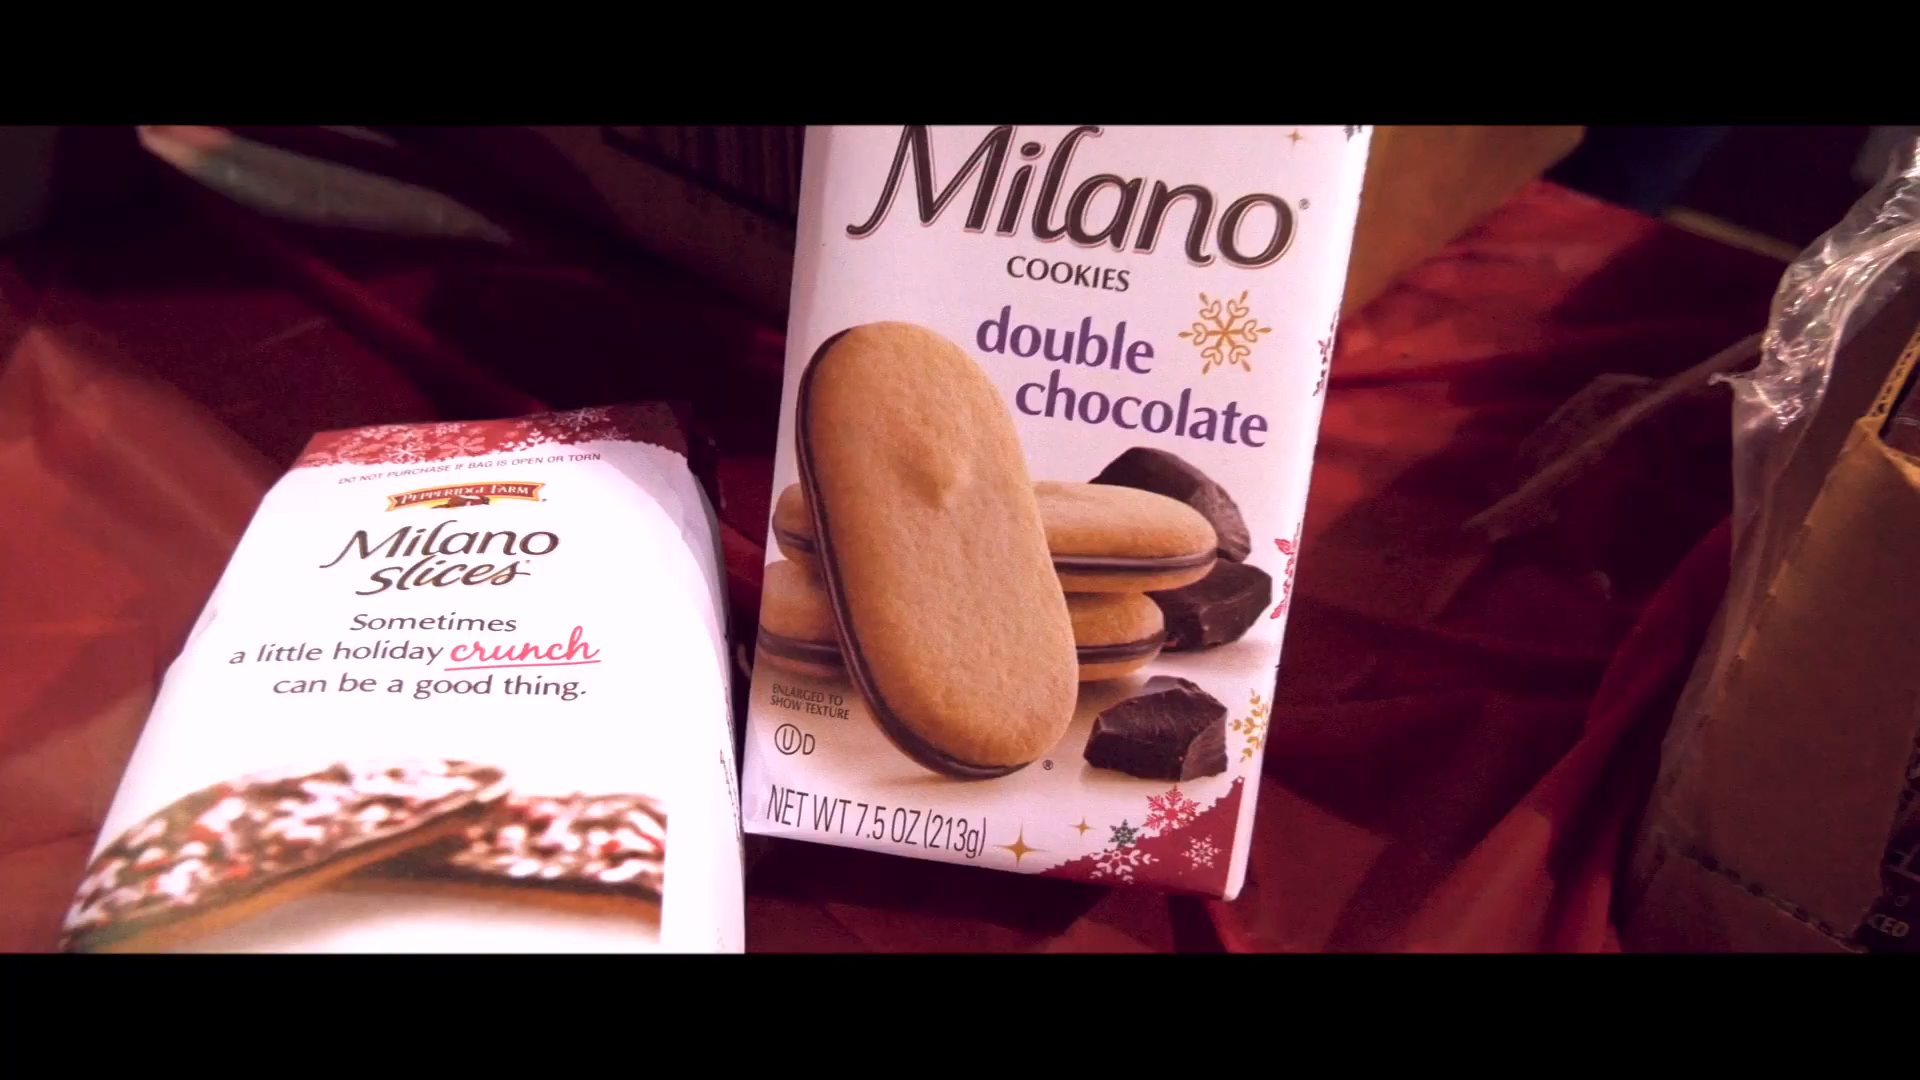 DO NOT PURCHASE IF BAG IS OPEN OR TORN
PEPPERIDGE FARM
Milano
slices
Sometimes
a little holiday crunch
can be a good thing.
Milano®
COOKIES
double
chocolate
ENLARGED TO
SHOW TEXTURE
UD
®
NET WT 7.5 OZ (213g)